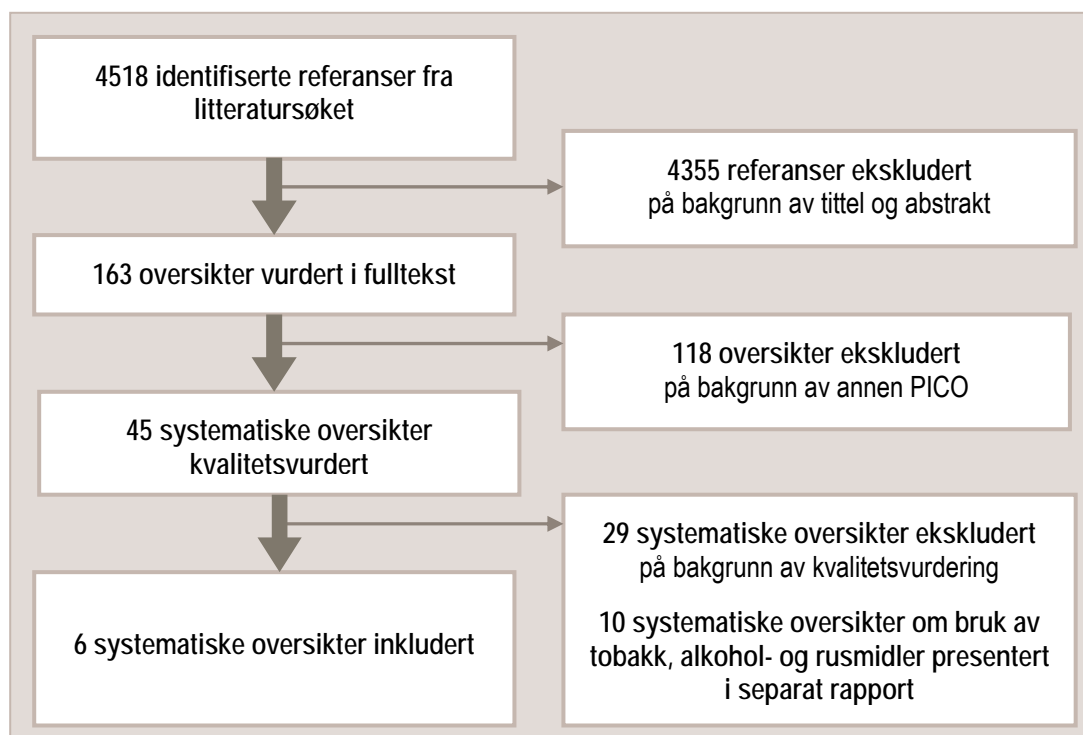 4518 identifiserte referanser fra
litteratursøket
4355 referanser ekskludert
på bakgrunn av tittel og abstrakt
163 oversikter vurdert i fulltekst
118 oversikter ekskludert
på bakgrunn av annen PICO
45 systematiske oversikter
kvalitetsvurdert
29 systematiske oversikter ekskludert
på bakgrunn av kvalitetsvurdering
10 systematiske oversikter om bruk av
tobakk, alkohol- og rusmidler presentert
i separat rapport
6 systematiske oversikter inkludert